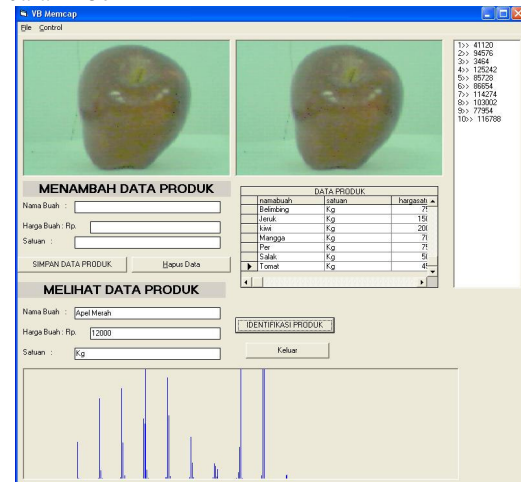 VB Memcap
File Control
1>> 41120
2>> 94576
3>> 3464
4>> 125242
5>> 85728
6>> 86654
7>> 114274
8>> 103002
9>> 77954
10>> 116788
MENAMBAH DATA PRODUK
Nama Buah :
Harga Buah : Rp.
Satuan :
SIMPAN DATA PRODUK Hapus Data
DATA PRODUK
namabuah satuan hargasatu
Belimbing Kg
Jeruk Kg
kiwi Kg
Mangga Kg
Per Kg
Salak Kg
Tomat Kg
MELIHAT DATA PRODUK
Nama Buah : Apel Merah
Harga Buah : Rp. 12000
Satuan : Kg
IDENTIFIKASI PRODUK
Keluar